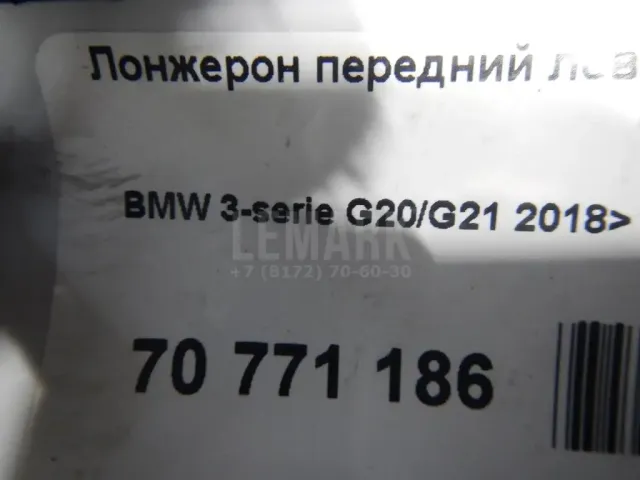 Лонжерон передний лев
BMW 3-serie G20/G21 2018>
LEMARK
+7 (8172) 70-60-30
70 771 186